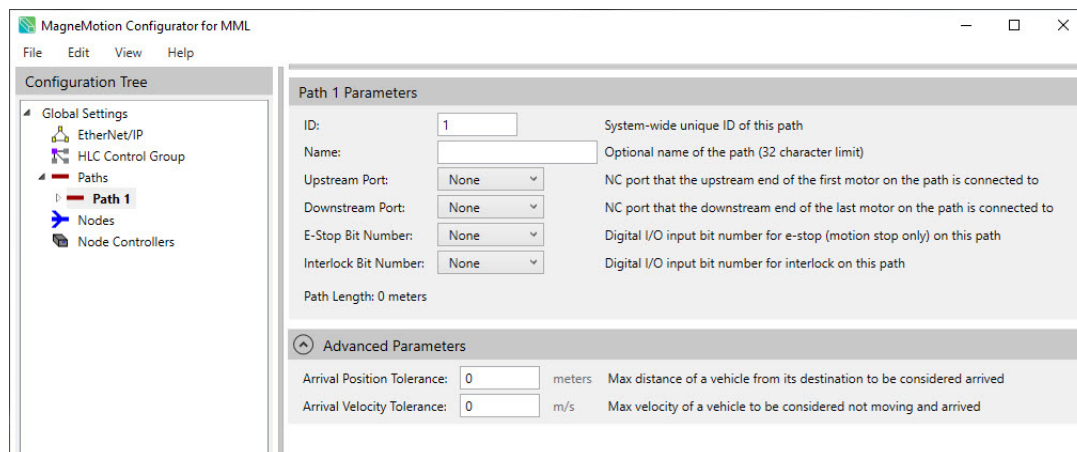 MagneMotion Configurator for MML
File Edit View Help
Configuration Tree
Global Settings
EtherNet/IP
HLC Control Group
Paths
Path 1
Nodes
Node Controllers
Path 1 Parameters
ID: 1 System-wide unique ID of this path
Name: Optional name of the path (32 character limit)
Upstream Port: None NC port that the upstream end of the first motor on the path is connected to
Downstream Port: None NC port that the downstream end of the last motor on the path is connected to
E-Stop Bit Number: None Digital I/O input bit number for e-stop (motion stop only) on this path
Interlock Bit Number: None Digital I/O input bit number for interlock on this path
Path Length: 0 meters
Advanced Parameters
Arrival Position Tolerance: 0 meters Max distance of a vehicle from its destination to be considered arrived
Arrival Velocity Tolerance: 0 m/s Max velocity of a vehicle to be considered not moving and arrived